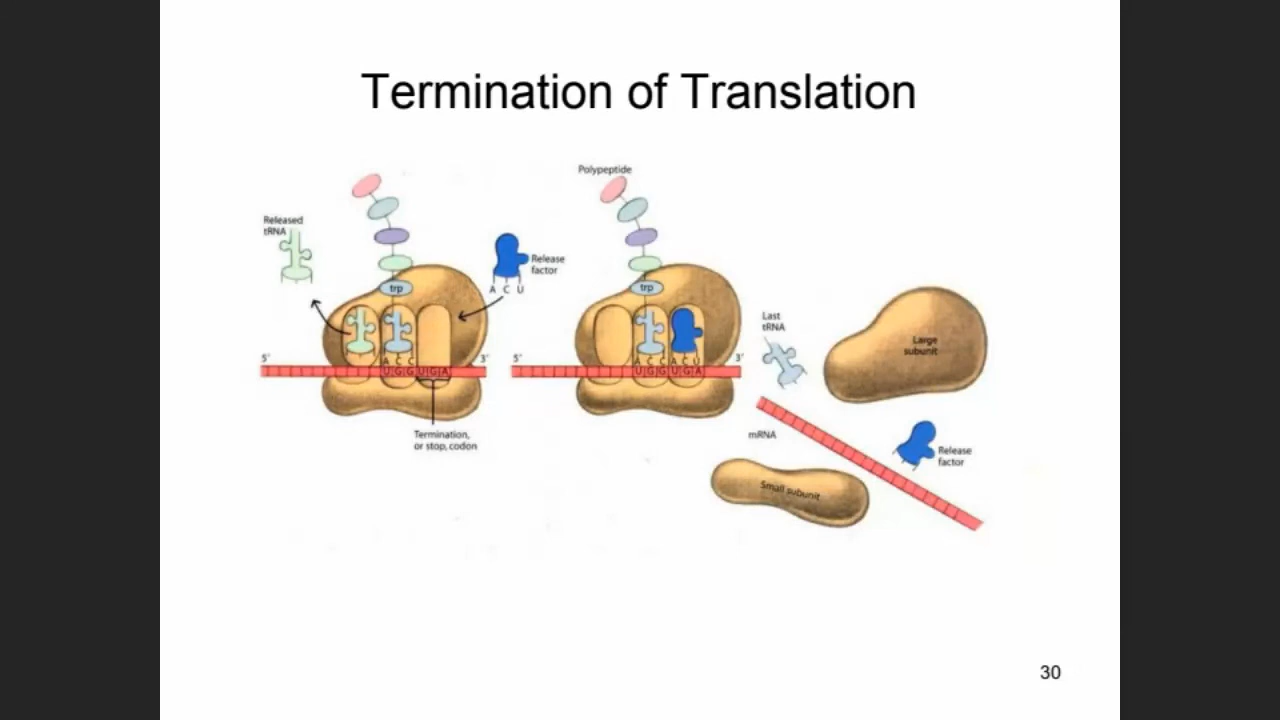 Termination of Translation
Polypeptide
Released
tRNA
Release
factor
trp
A C U
5'
3'
A C C
U G G U G A
Termination,
or stop, codon
trp
5'
3'
A C C A C U
U G G U G A
Last
tRNA
Large
subunit
mRNA
Release
factor
Small subunit
30